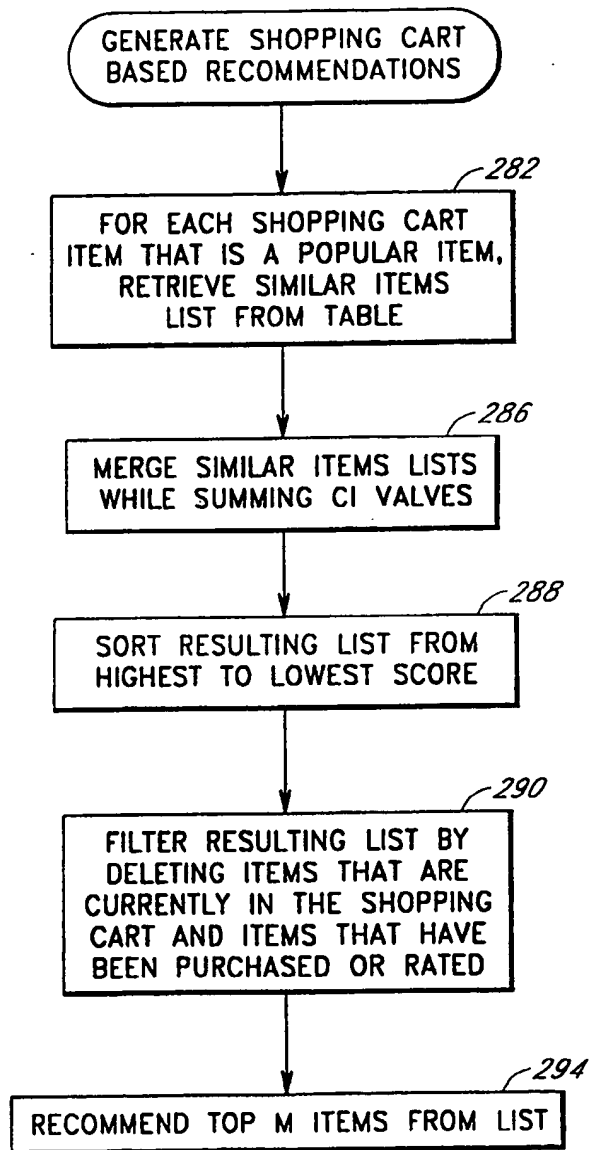 GENERATE SHOPPING CART
BASED RECOMMENDATIONS
282
FOR EACH SHOPPING CART
ITEM THAT IS A POPULAR ITEM,
RETRIEVE SIMILAR ITEMS
LIST FROM TABLE
286
MERGE SIMILAR ITEMS LISTS
WHILE SUMMING CI VALVES
288
SORT RESULTING LIST FROM
HIGHEST TO LOWEST SCORE
290
FILTER RESULTING LIST BY
DELETING ITEMS THAT ARE
CURRENTLY IN THE SHOPPING
CART AND ITEMS THAT HAVE
BEEN PURCHASED OR RATED
294
RECOMMEND TOP M ITEMS FROM LIST